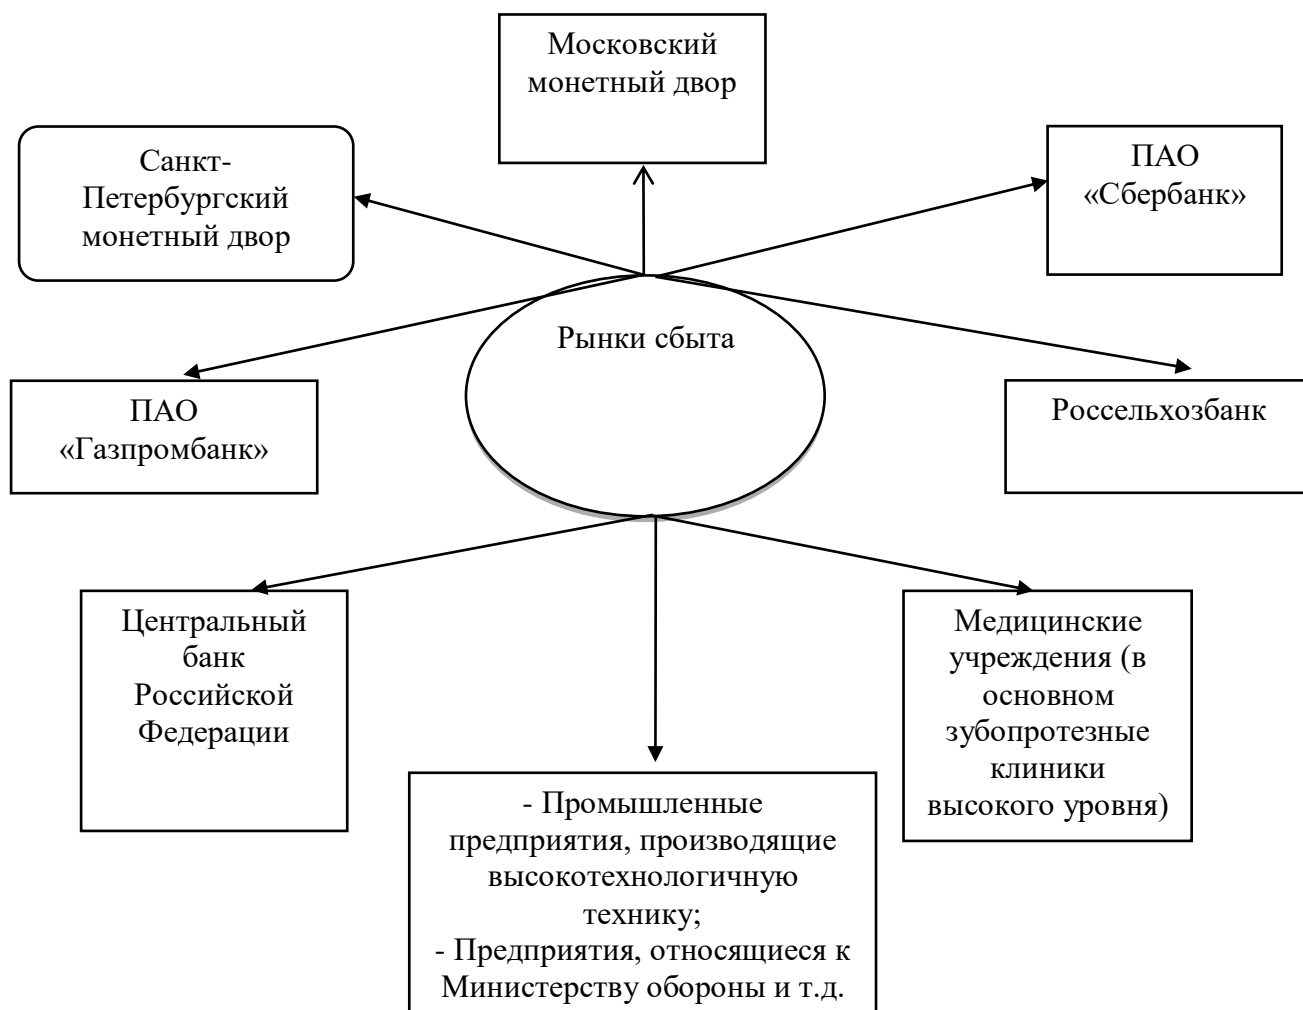 Московский
монетный двор
Санкт-
Петербургский
монетный двор
ПАО
«Сбербанк»
Рынки сбыта
ПАО
«Газпромбанк»
Россельхозбанк
Центральный
банк
Российской
Федерации
Медицинские
учреждения (в
основном
зубопротезные
клиники
высокого уровня)
- Промышленные
предприятия, производящие
высокотехнологичную
технику;
- Предприятия, относящиеся к
Министерству обороны и т.д.